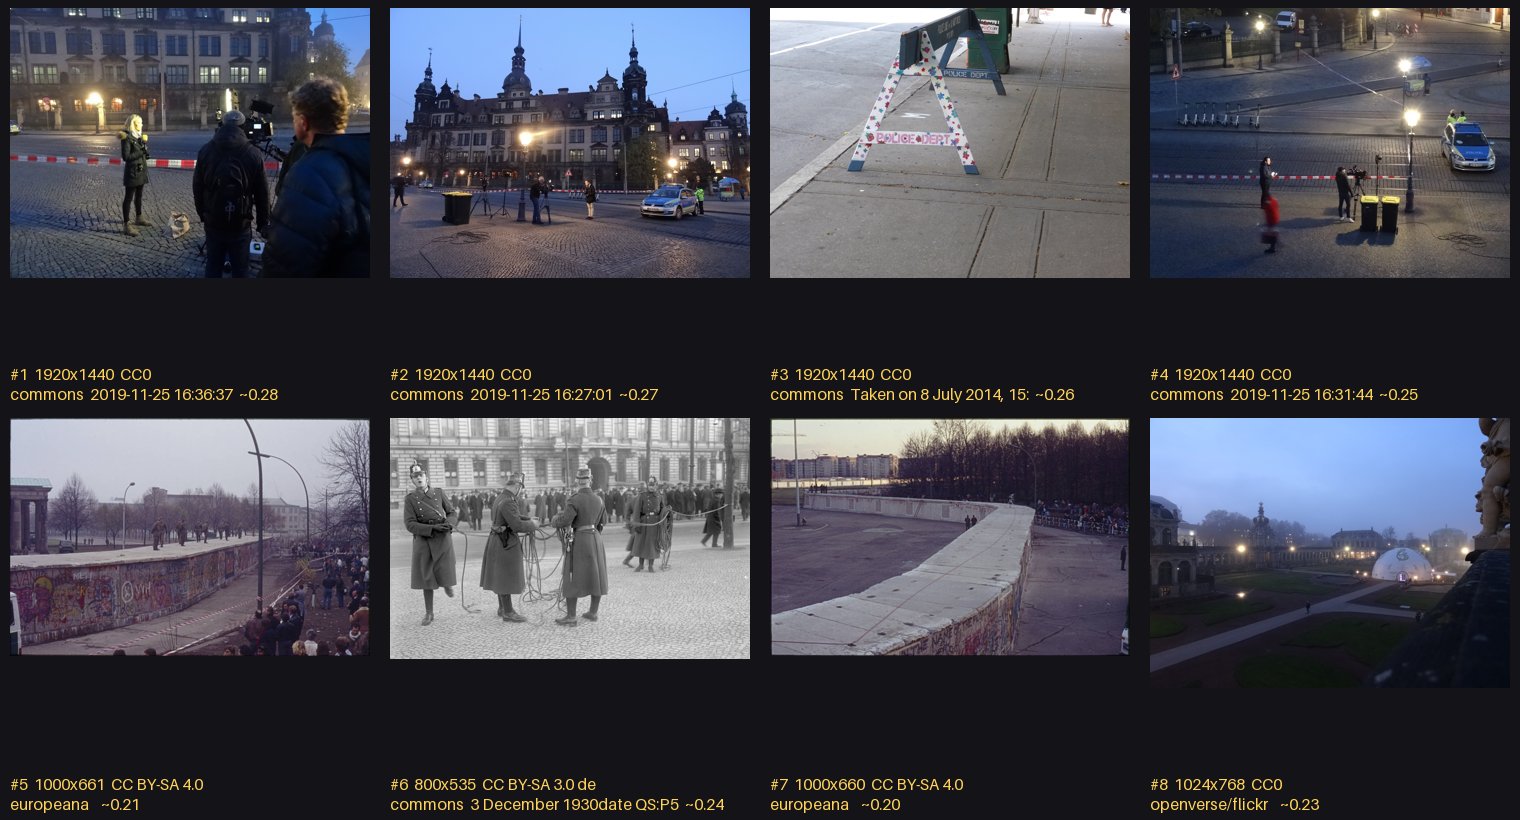 POLICE DEPT.
POLICE DEPT.
#1 1920x1440 CC0
commons 2019-11-25 16:36:37 ~0.28
#2 1920x1440 CC0
commons 2019-11-25 16:27:01 ~0.27
#3 1920x1440 CC0
commons Taken on 8 July 2014, 15: ~0.26
#4 1920x1440 CC0
commons 2019-11-25 16:31:44 ~0.25
#5 1000x661 CC BY-SA 4.0
europeana ~0.21
#6 800x535 CC BY-SA 3.0 de
commons 3 December 1930date QS:P5 ~0.24
#7 1000x660 CC BY-SA 4.0
europeana ~0.20
#8 1024x768 CC0
openverse/flickr ~0.23